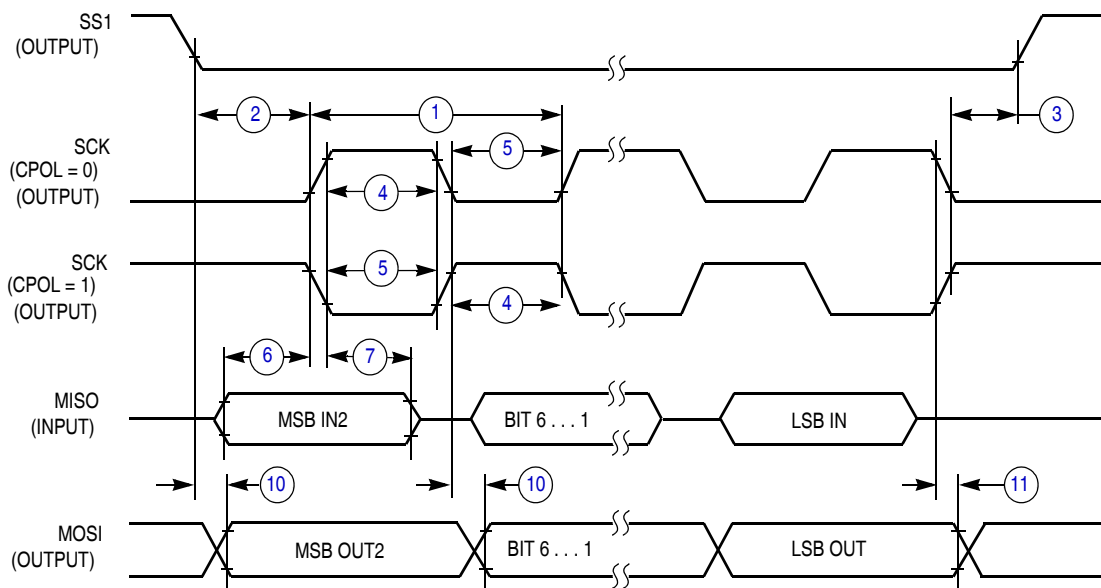 SS1
(OUTPUT)
2
1
3
SCK
(CPOL = 0)
(OUTPUT)
5
4
SCK
(CPOL = 1)
(OUTPUT)
5
4
6
7
MISO
(INPUT)
MSB IN2
BIT 6 . . . 1
LSB IN
10
10
11
MOSI
(OUTPUT)
MSB OUT2
BIT 6 . . . 1
LSB OUT